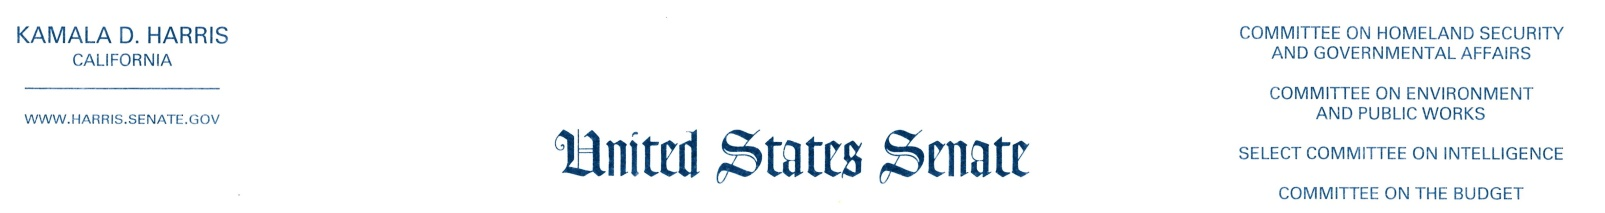 KAMALA D. HARRIS
CALIFORNIA
WWW.HARRIS.SENATE.GOV
United States Senate
COMMITTEE ON HOMELAND SECURITY
AND GOVERNMENTAL AFFAIRS
COMMITTEE ON ENVIRONMENT
AND PUBLIC WORKS
SELECT COMMITTEE ON INTELLIGENCE
COMMITTEE ON THE BUDGET